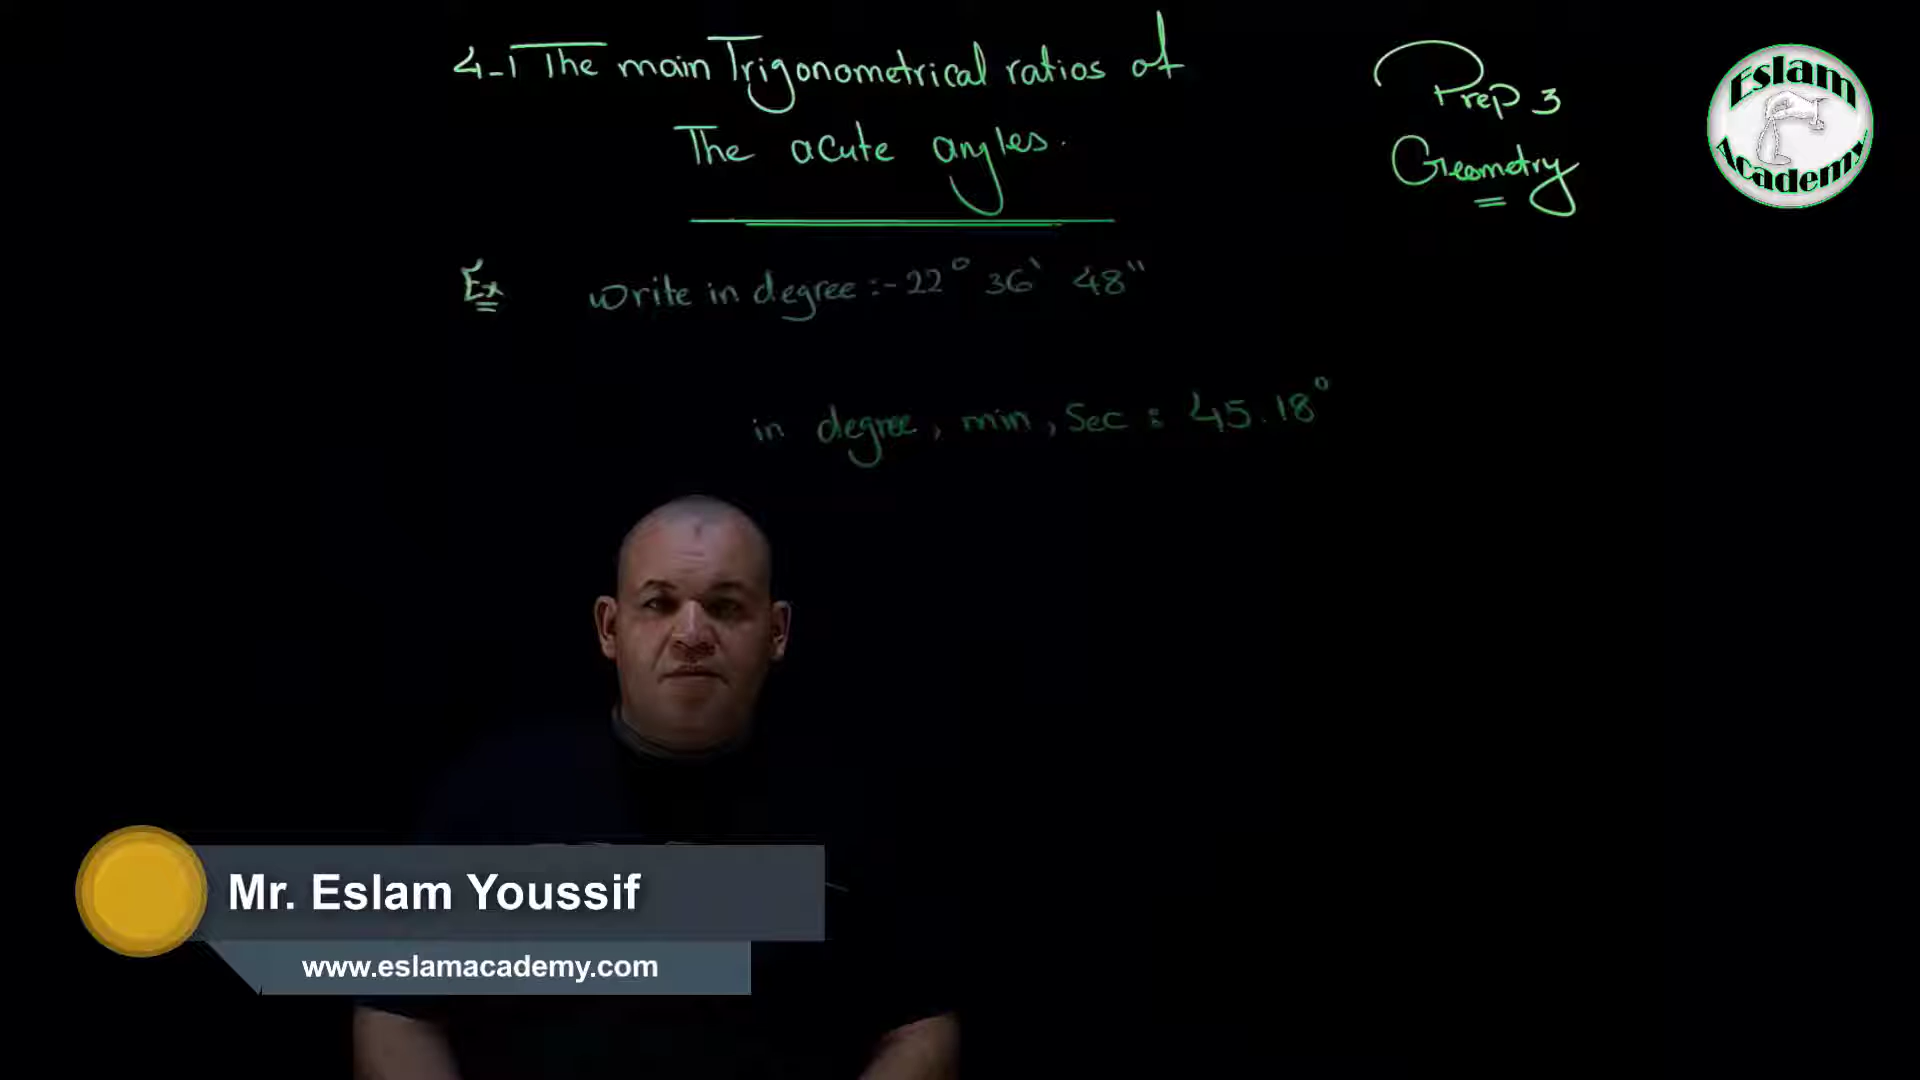 4-1 The main Trigonometrical ratios of
The acute angles.
Prep 3
Geometry
Eslam
Academy
Ex write in degree :- 22° 36` 48"
in degree, min, Sec : 45.18°
Mr. Eslam Youssif
www.eslamacademy.com